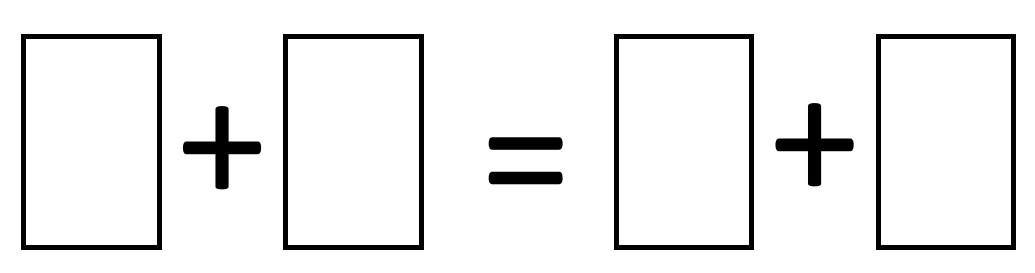 + = +